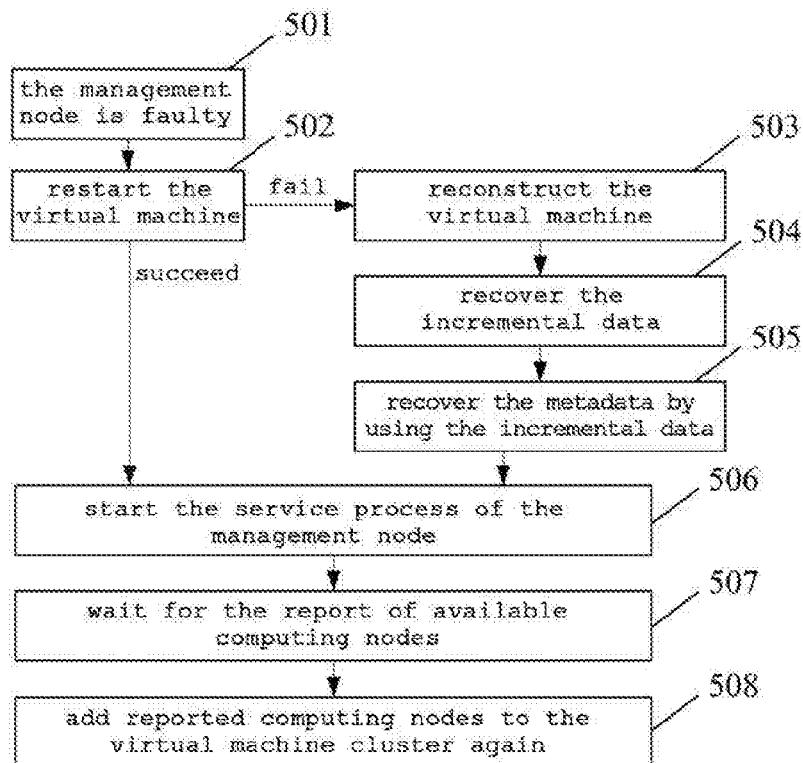 501
the management
node is faulty
502
restart the
virtual machine
fail
503
reconstruct the
virtual machine
504
recover the
incremental data
succeed
505
recover the metadata by
using the incremental data
506
start the service process of the
management node
507
wait for the report of available
computing nodes
508
add reported computing nodes to the
virtual machine cluster again